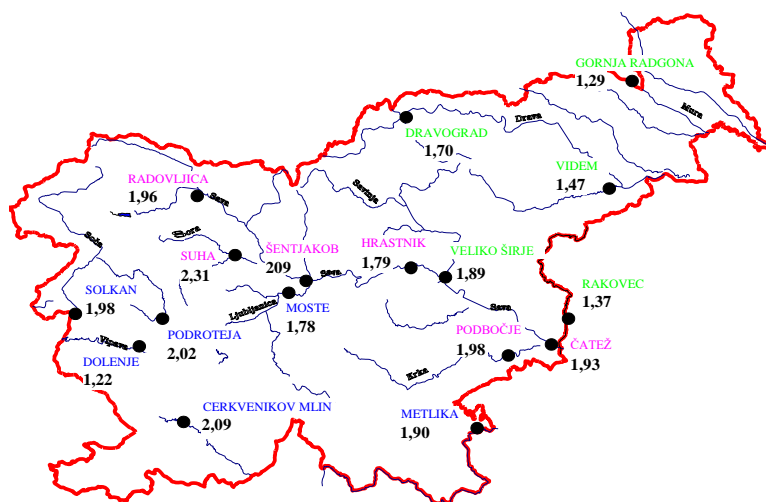 GORNJA RADGONA
1,29
Mura
Drava
DRAVOGRAD
1,70
VIDEM
1,47
RADOVLJICA
1,96
Sava
Savinja
Soča
Sora
SUHA
2,31
ŠENTJAKOB
209
Sava
HRASTNIK
1,79
VELIKO ŠIRJE
1,89
RAKOVEC
1,37
SOLKAN
1,98
Ljubljanica
MOSTE
1,78
Sava
PODROTEJA
2,02
Vipava
DOLENJE
1,22
PODBOČJE
1,98
ČATEŽ
1,93
Krka
CERKVENIKOV MLIN
2,09
METLIKA
1,90